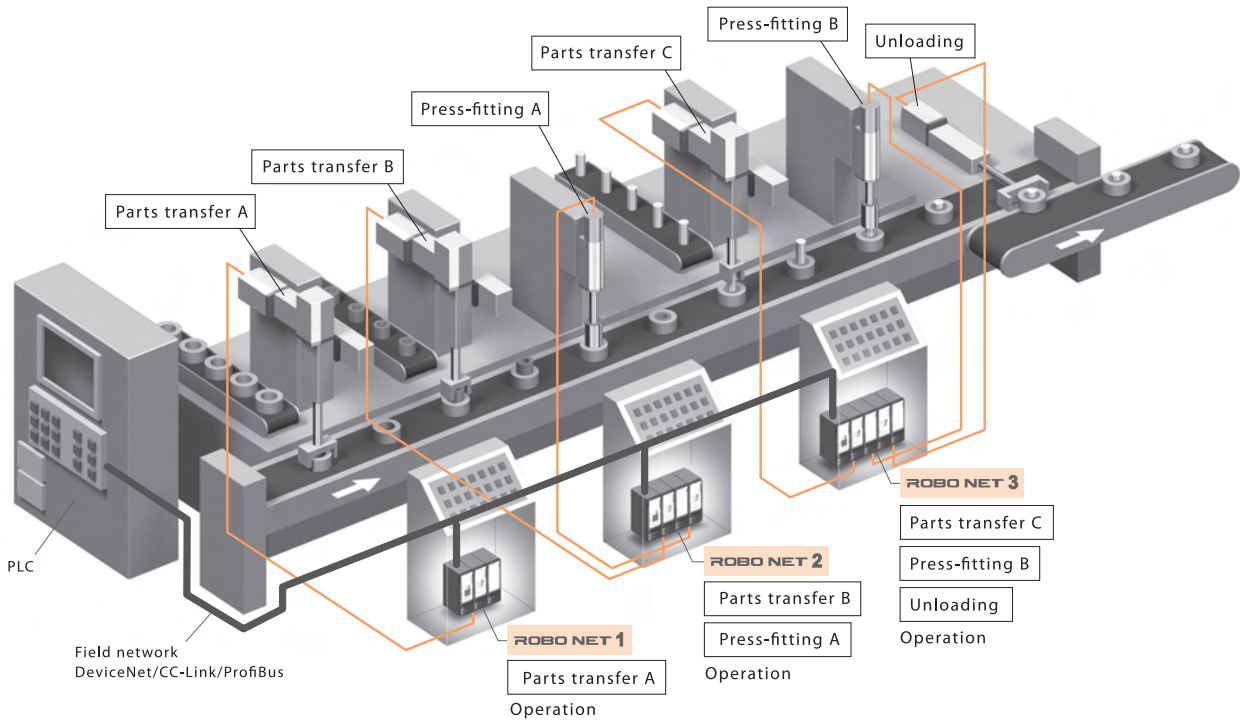 Press-fitting B
Unloading
Parts transfer C
Press-fitting A
Parts transfer B
Parts transfer A
PLC
Field network
DeviceNet/CC-Link/ProfiBus
ROBO NET 1
Parts transfer A
Operation
ROBO NET 2
Parts transfer B
Press-fitting A
Operation
ROBO NET 3
Parts transfer C
Press-fitting B
Unloading
Operation